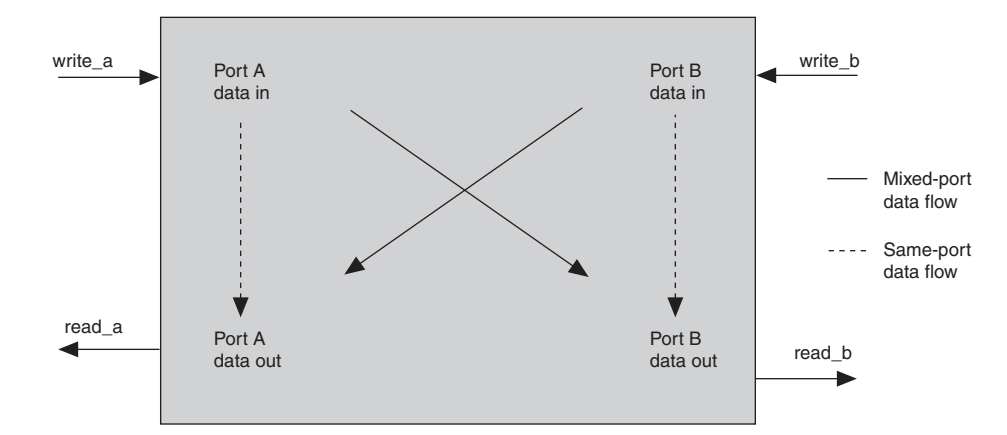 write_a
Port A
data in
Port B
data in
write_b
Mixed-port
data flow
Same-port
data flow
read_a
Port A
data out
Port B
data out
read_b